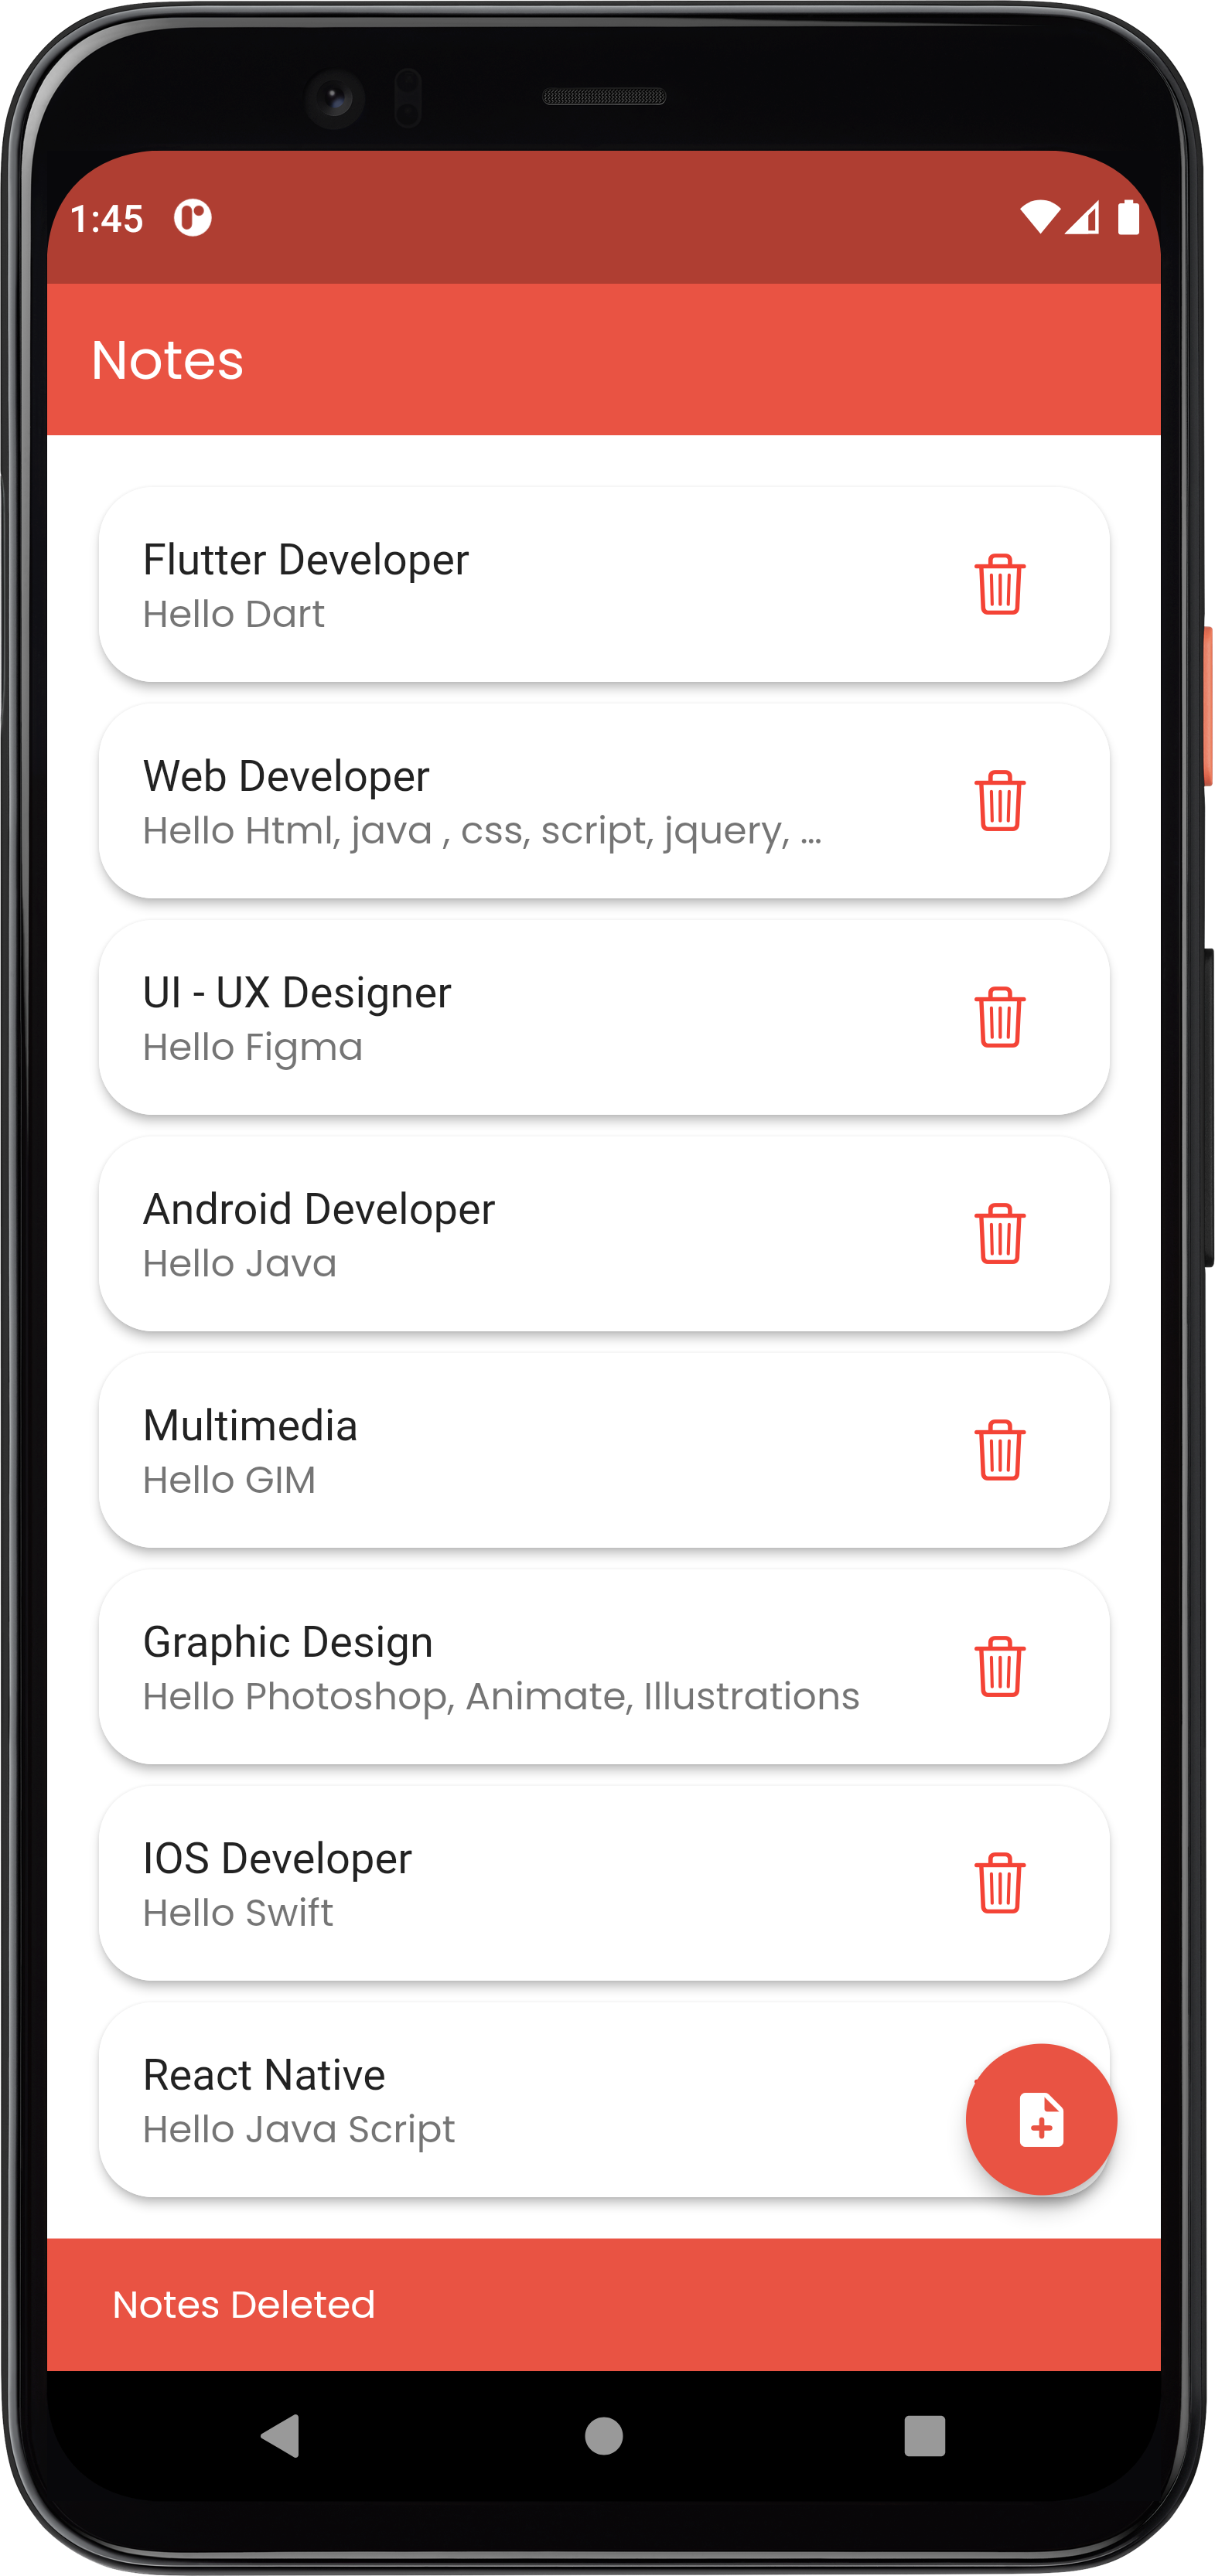 1:45
Notes
Flutter Developer
Hello Dart
Web Developer
Hello Html, java , css, script, jquery, ...
UI - UX Designer
Hello Figma
Android Developer
Hello Java
Multimedia
Hello GIM
Graphic Design
Hello Photoshop, Animate, Illustrations
IOS Developer
Hello Swift
React Native
Hello Java Script
Notes Deleted